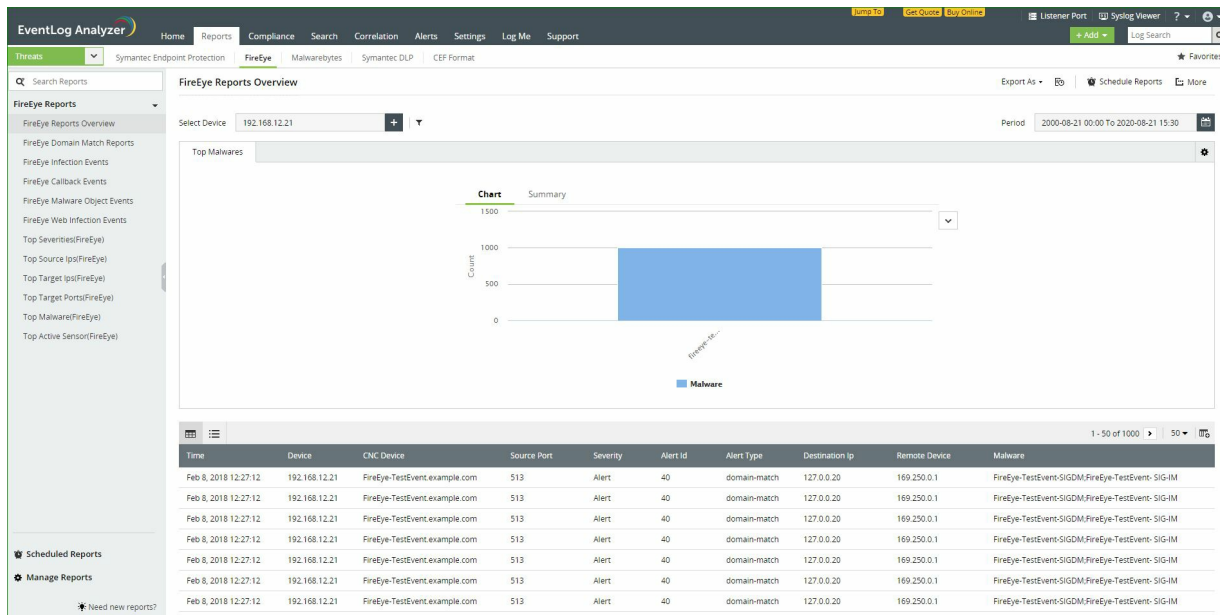 Jump To Get Quote Buy Online Listener Port Syslog Viewer ?
EventLog Analyzer
Home Reports Compliance Search Correlation Alerts Settings Log Me Support + Add Log Search
Threats Symantec Endpoint Protection FireEye Malwarebytes Symantec DLP CEF Format Favorites
Search Reports
FireEye Reports Overview Export As Schedule Reports More
FireEye Reports
FireEye Reports Overview
FireEye Domain Match Reports
FireEye Infection Events
FireEye Callback Events
FireEye Malware Object Events
FireEye Web Infection Events
Top Severities(FireEye)
Top Source Ips(FireEye)
Top Target Ips(FireEye)
Top Target Ports(FireEye)
Top Malware(FireEye)
Top Active Sensor(FireEye)
Scheduled Reports
Manage Reports
Need new reports?
Select Device 192.168.12.21 + Period 2000-08-21 00:00 To 2020-08-21 15:30
Top Malwares
Chart Summary
1500
1000
500
0
Count
fireeye-te...
Malware
1 - 50 of 1000 50
Time Device CNC Device Source Port Severity Alert Id Alert Type Destination Ip Remote Device Malware
Feb 8, 2018 12:27:12 192.168.12.21 FireEye-TestEvent.example.com 513 Alert 40 domain-match 127.0.0.20 169.250.0.1 FireEye-TestEvent-SIGDM;FireEye-TestEvent- SIG-IM
Feb 8, 2018 12:27:12 192.168.12.21 FireEye-TestEvent.example.com 513 Alert 40 domain-match 127.0.0.20 169.250.0.1 FireEye-TestEvent-SIGDM;FireEye-TestEvent- SIG-IM
Feb 8, 2018 12:27:12 192.168.12.21 FireEye-TestEvent.example.com 513 Alert 40 domain-match 127.0.0.20 169.250.0.1 FireEye-TestEvent-SIGDM;FireEye-TestEvent- SIG-IM
Feb 8, 2018 12:27:12 192.168.12.21 FireEye-TestEvent.example.com 513 Alert 40 domain-match 127.0.0.20 169.250.0.1 FireEye-TestEvent-SIGDM;FireEye-TestEvent- SIG-IM
Feb 8, 2018 12:27:12 192.168.12.21 FireEye-TestEvent.example.com 513 Alert 40 domain-match 127.0.0.20 169.250.0.1 FireEye-TestEvent-SIGDM;FireEye-TestEvent- SIG-IM
Feb 8, 2018 12:27:12 192.168.12.21 FireEye-TestEvent.example.com 513 Alert 40 domain-match 127.0.0.20 169.250.0.1 FireEye-TestEvent-SIGDM;FireEye-TestEvent- SIG-IM
Feb 8, 2018 12:27:12 192.168.12.21 FireEye-TestEvent.example.com 513 Alert 40 domain-match 127.0.0.20 169.250.0.1 FireEye-TestEvent-SIGDM;FireEye-TestEvent- SIG-IM